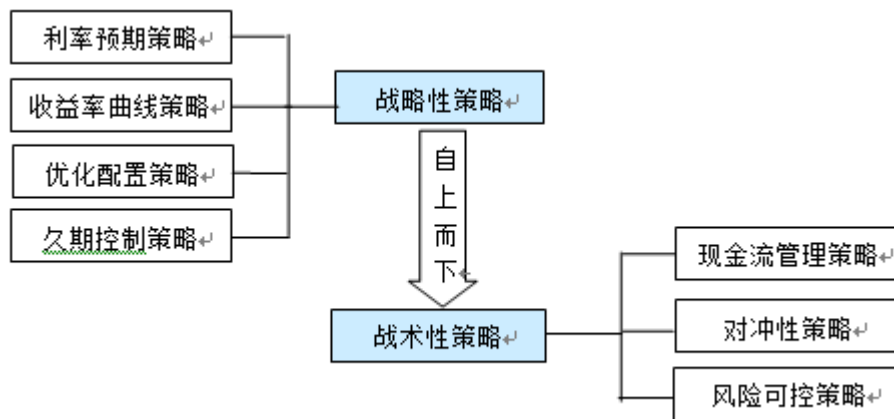 利率预期策略
收益率曲线策略
优化配置策略
久期控制策略
战略性策略
自
上
而
下
战术性策略
现金流管理策略
对冲性策略
风险可控策略